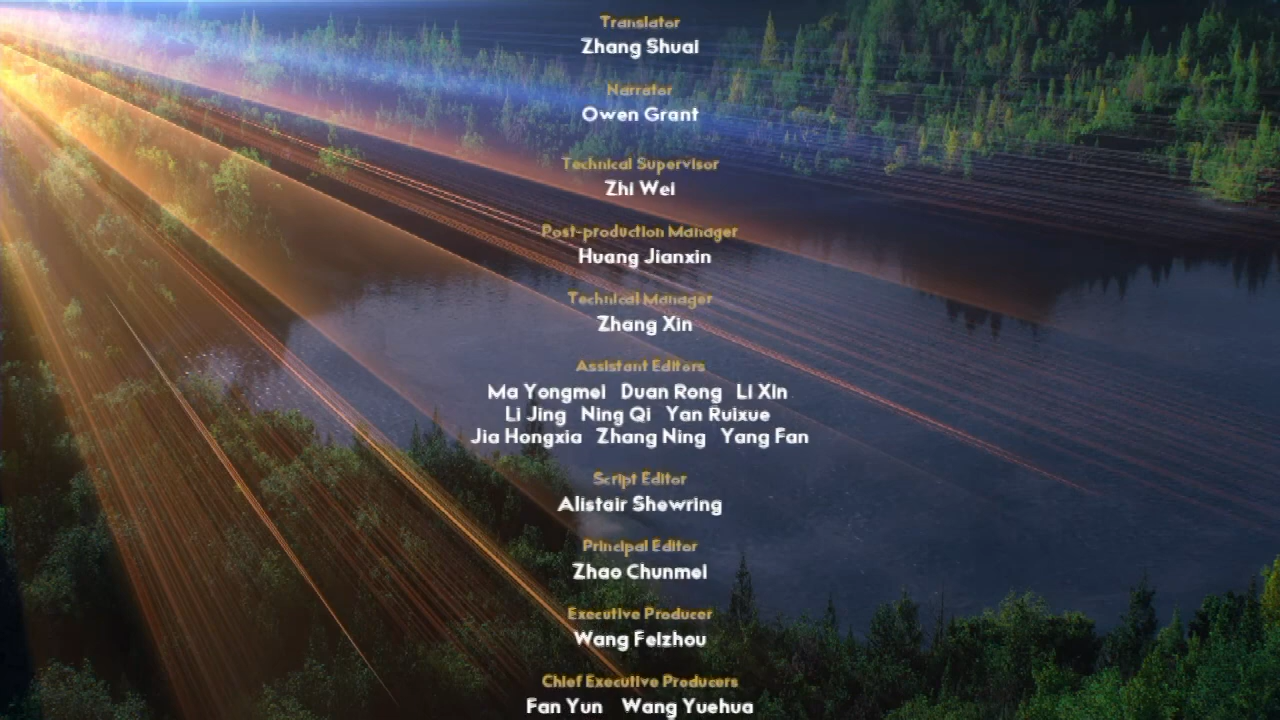 Translator
Zhang Shuai
Narrator
Owen Grant
Technical Supervisor
Zhi Wei
Post-production Manager
Huang Jianxin
Technical Manager
Zhang Xin
Assistant Editors
Ma Yongmei Duan Rong Li Xin
Li Jing Ning Qi Yan Ruixue
Jia Hongxia Zhang Ning Yang Fan
Script Editor
Alistair Shewring
Principal Editor
Zhao Chunmei
Executive Producer
Wang Feizhou
Chief Executive Producers
Fan Yun Wang Yuehua